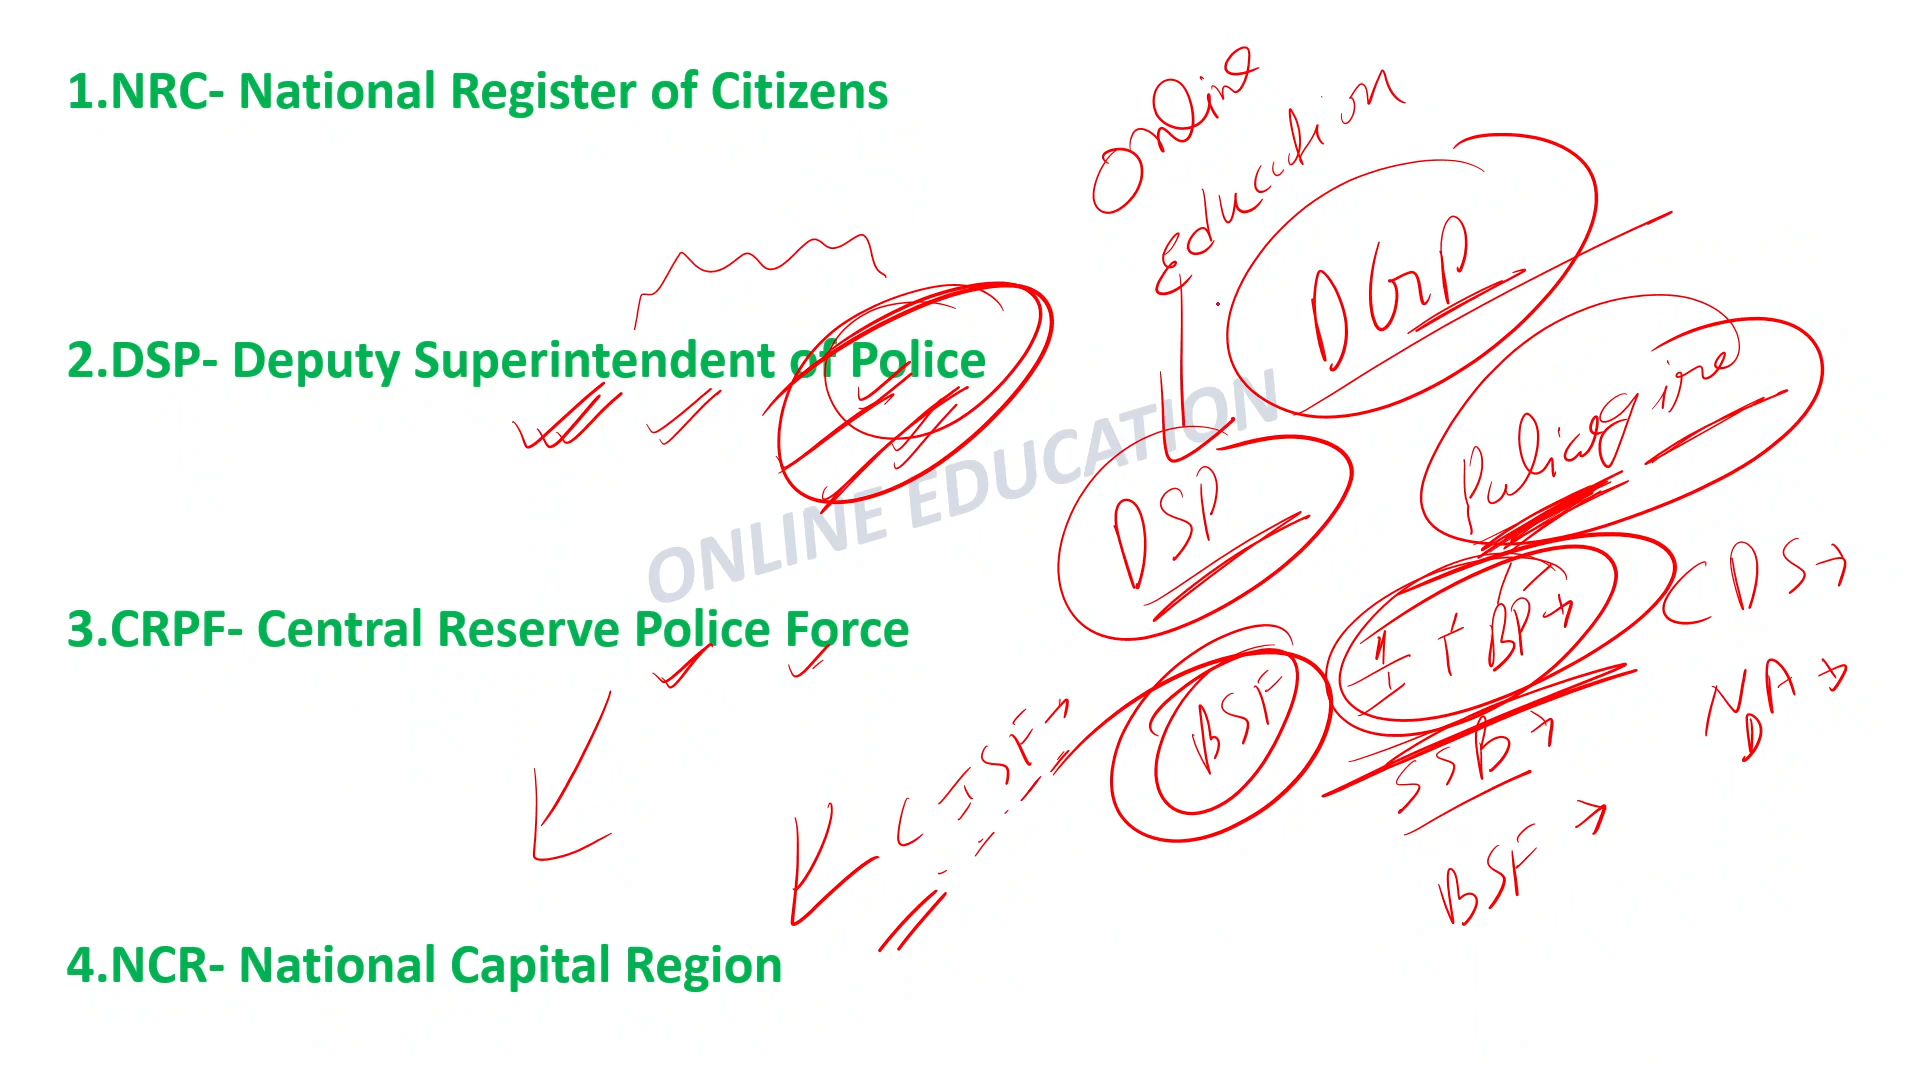 1.NRC- National Register of Citizens
Online
Education
DGP
2.DSP- Deputy Superintendent of Police
ONLINE EDUCATION
DSP
CDS
3.CRPF- Central Reserve Police Force
ITBP
BSF
NDA
CISF
SSB
BSF
4.NCR- National Capital Region